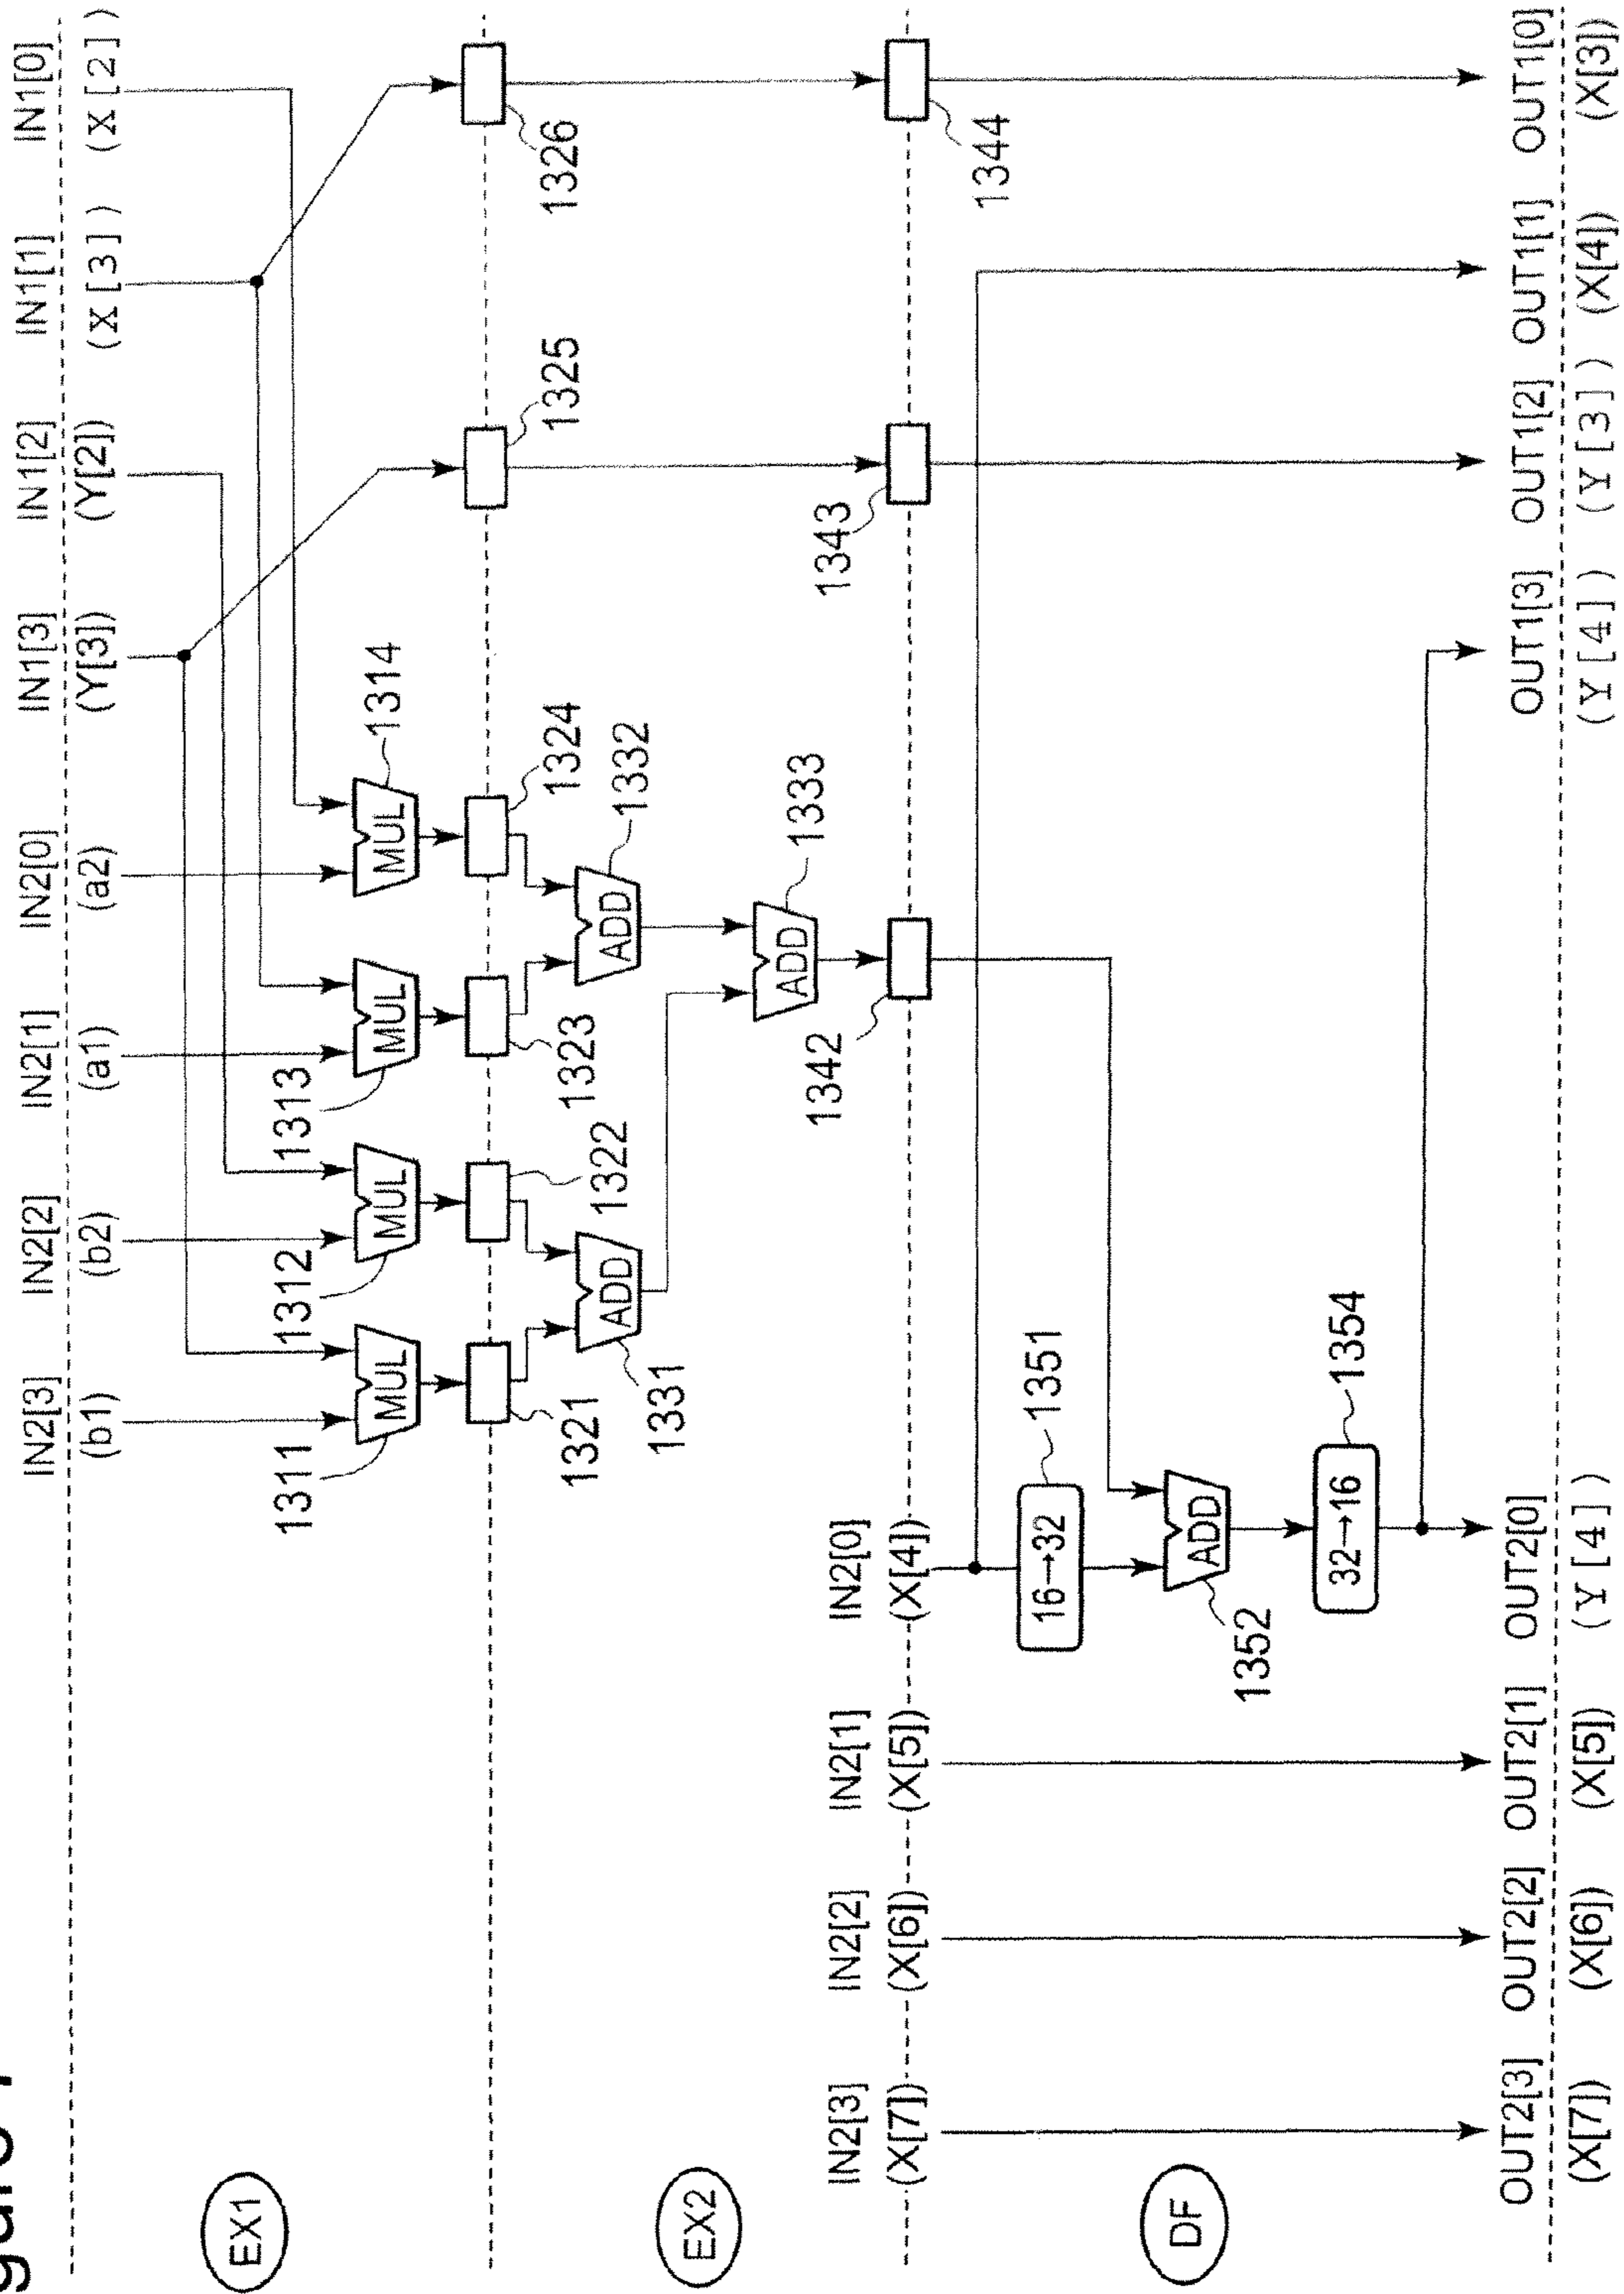 IN2[3] IN2[2] IN2[1] IN2[0] IN1[3] IN1[2] IN1[1] IN1[0]
(b1) (b2) (a1) (a2) (Y[3]) (Y[2]) (X[3]) (X[2])
EX1
1311 1312 1313 1314
MUL MUL MUL MUL
1321 1322 1323 1324 1325 1326
EX2
ADD ADD
1331 1332
ADD
1333
1342 1343 1344
IN2[3] IN2[2] IN2[1] IN2[0]
(X[7]) (X[6]) (X[5]) (X[4])
DF
16→32
1351
ADD
1352
32→16
1354
OUT2[3] OUT2[2] OUT2[1] OUT2[0] OUT1[3] OUT1[2] OUT1[1] OUT1[0]
(X[7]) (X[6]) (X[5]) (Y[4]) (Y[4]) (Y[3]) (X[4]) (X[3])